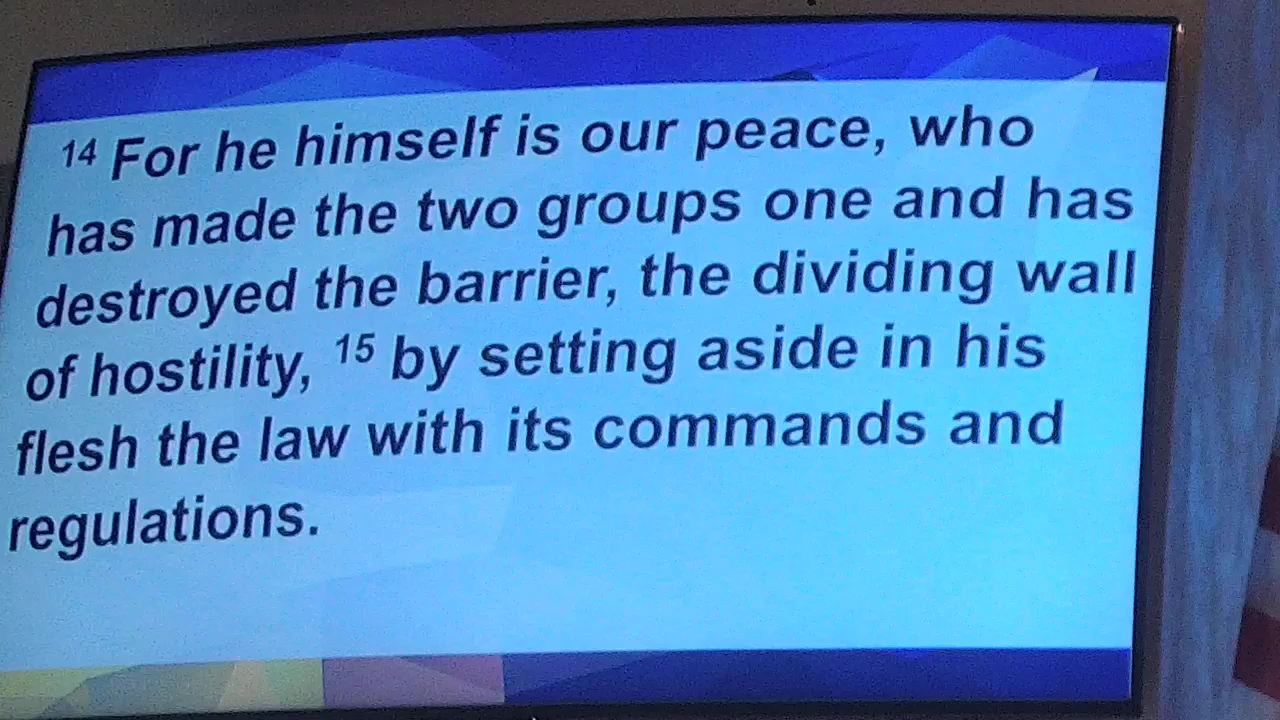 14 For he himself is our peace, who
has made the two groups one and has
destroyed the barrier, the dividing wall
of hostility, 15 by setting aside in his
flesh the law with its commands and
regulations.